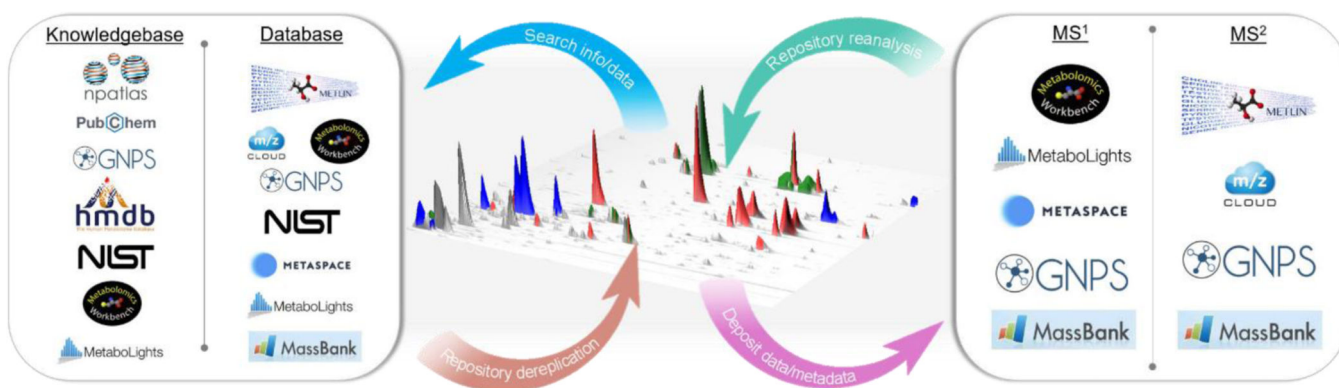 Knowledgebase
npatlas
PubChem
GNPS
hmdb
NIST
Metabolomics
Workbench
MetaboLights
Database
METLIN
m/z
CLOUD
Metabolomics
Workbench
GNPS
NIST
METASPACE
MetaboLights
MassBank
Search info/data
Repository reanalysis
Repository dereplication
Deposit data/metadata
MS¹
Metabolomics
Workbench
MetaboLights
METASPACE
GNPS
MassBank
MS²
METLIN
m/z
CLOUD
GNPS
MassBank